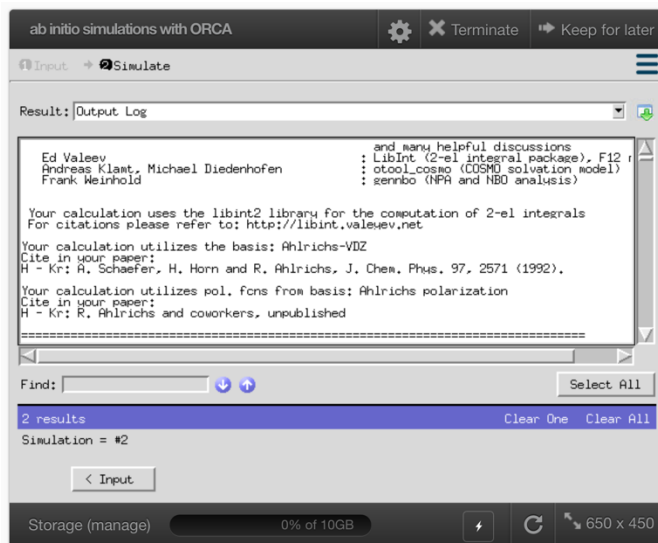 ab initio simulations with ORCA Terminate Keep for later
1 Input 2 Simulate
Result: Output Log
and many helpful discussions
Ed Valeev : LibInt (2-el integral package), F12
Andreas Klamt, Michael Diedenhofen : otool_cosmo (COSMO solvation model)
Frank Weinhold : gennbo (NPA and NBO analysis)
Your calculation uses the libint2 library for the computation of 2-el integrals
For citations please refer to: http://libint.valeyev.net
Your calculation utilizes the basis: Ahlrichs-VDZ
Cite in your paper:
H - Kr: A. Schaefer, H. Horn and R. Ahlrichs, J. Chem. Phys. 97, 2571 (1992).
Your calculation utilizes pol. fcns from basis: Ahlrichs polarization
Cite in your paper:
H - Kr: R. Ahlrichs and coworkers, unpublished
================================================================================
Find: Select All
2 results Clear One Clear All
Simulation = #2
< Input
Storage (manage) 0% of 10GB 650 x 450